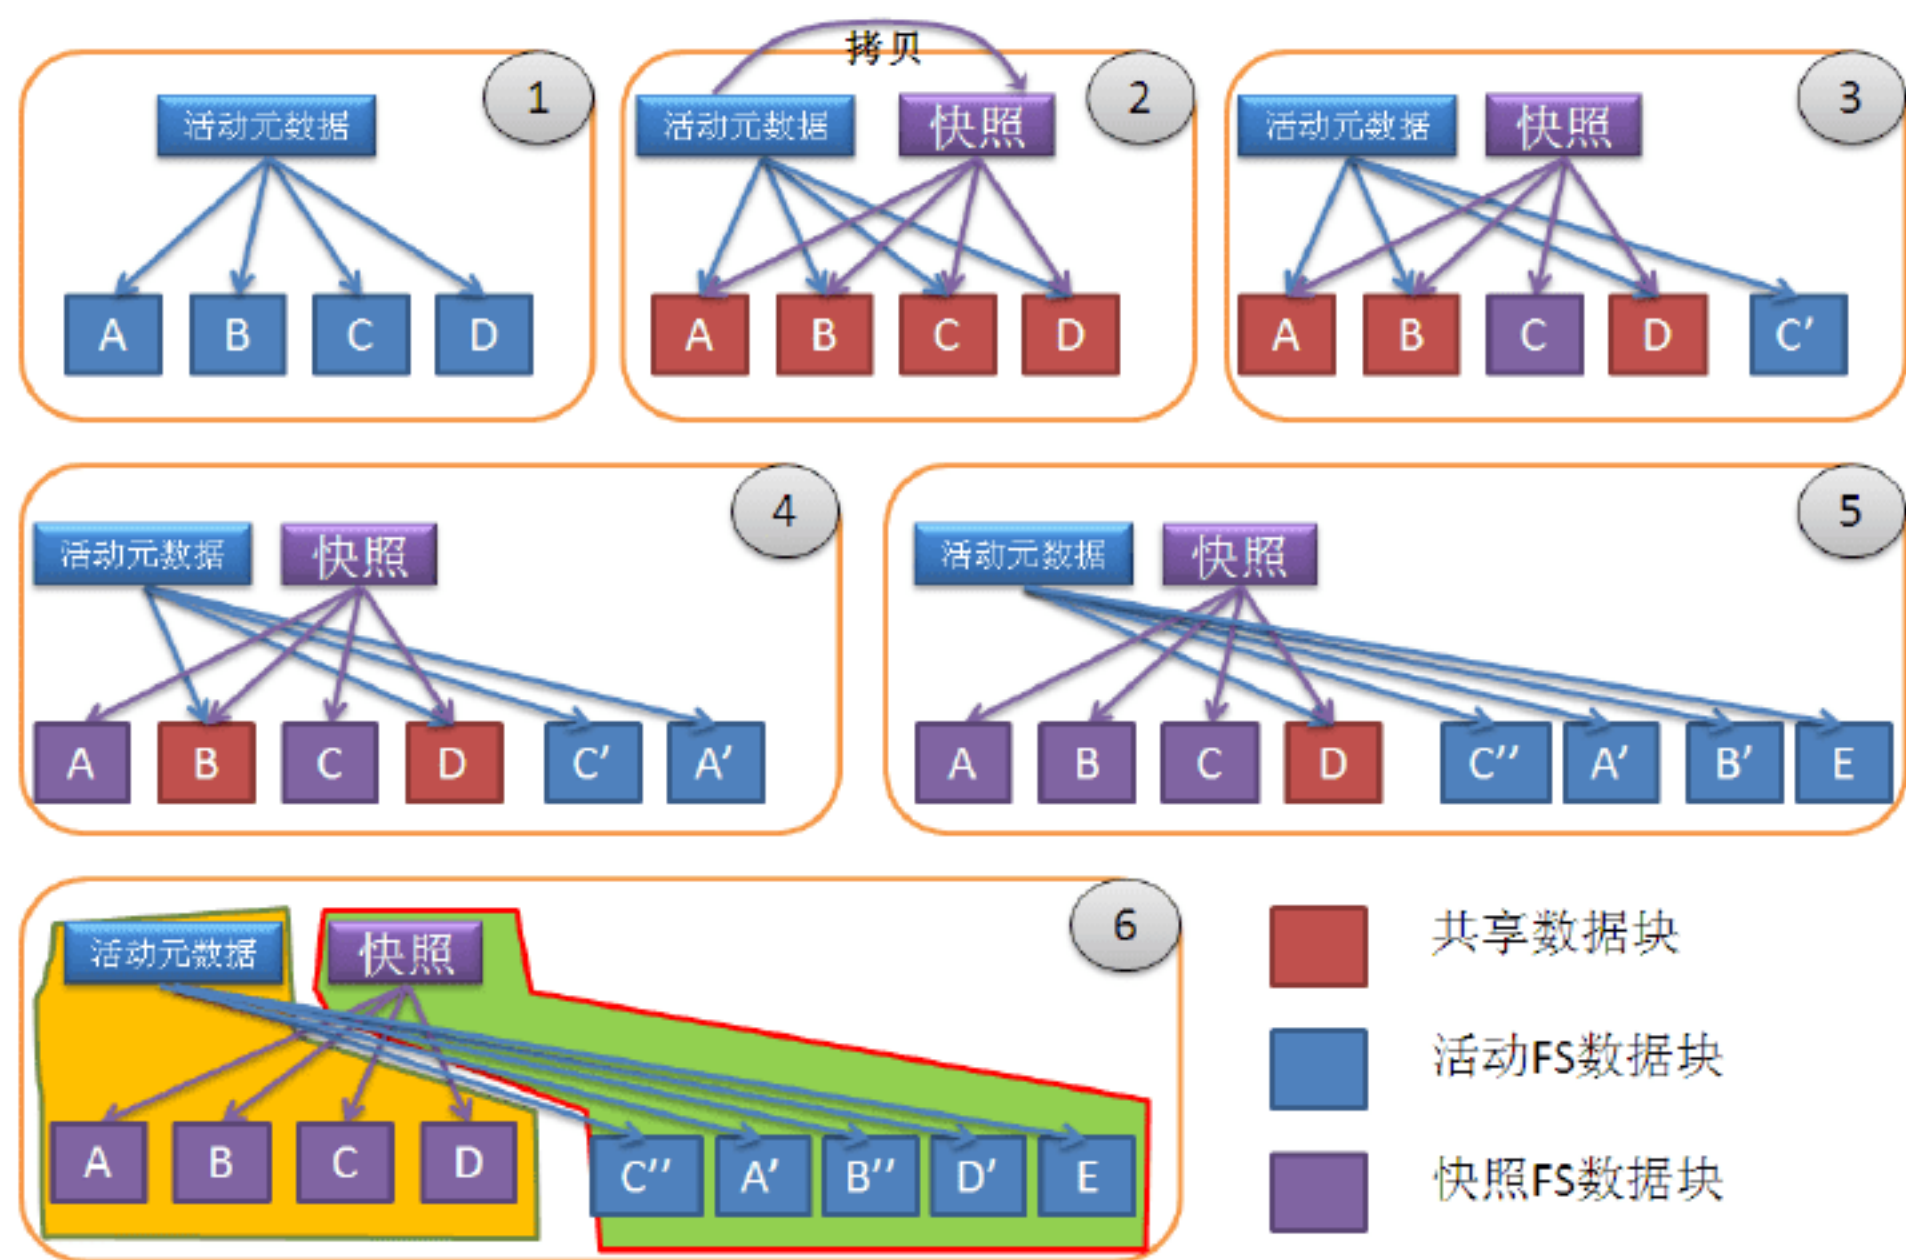 1
活动元数据
A B C D
拷贝
2
活动元数据 快照
A B C D
3
活动元数据 快照
A B C D C′
4
活动元数据 快照
A B C D C′ A′
5
活动元数据 快照
A B C D C′′ A′ B′ E
6
活动元数据 快照
A B C D C′′ A′ B′′ D′ E
共享数据块
活动FS数据块
快照FS数据块